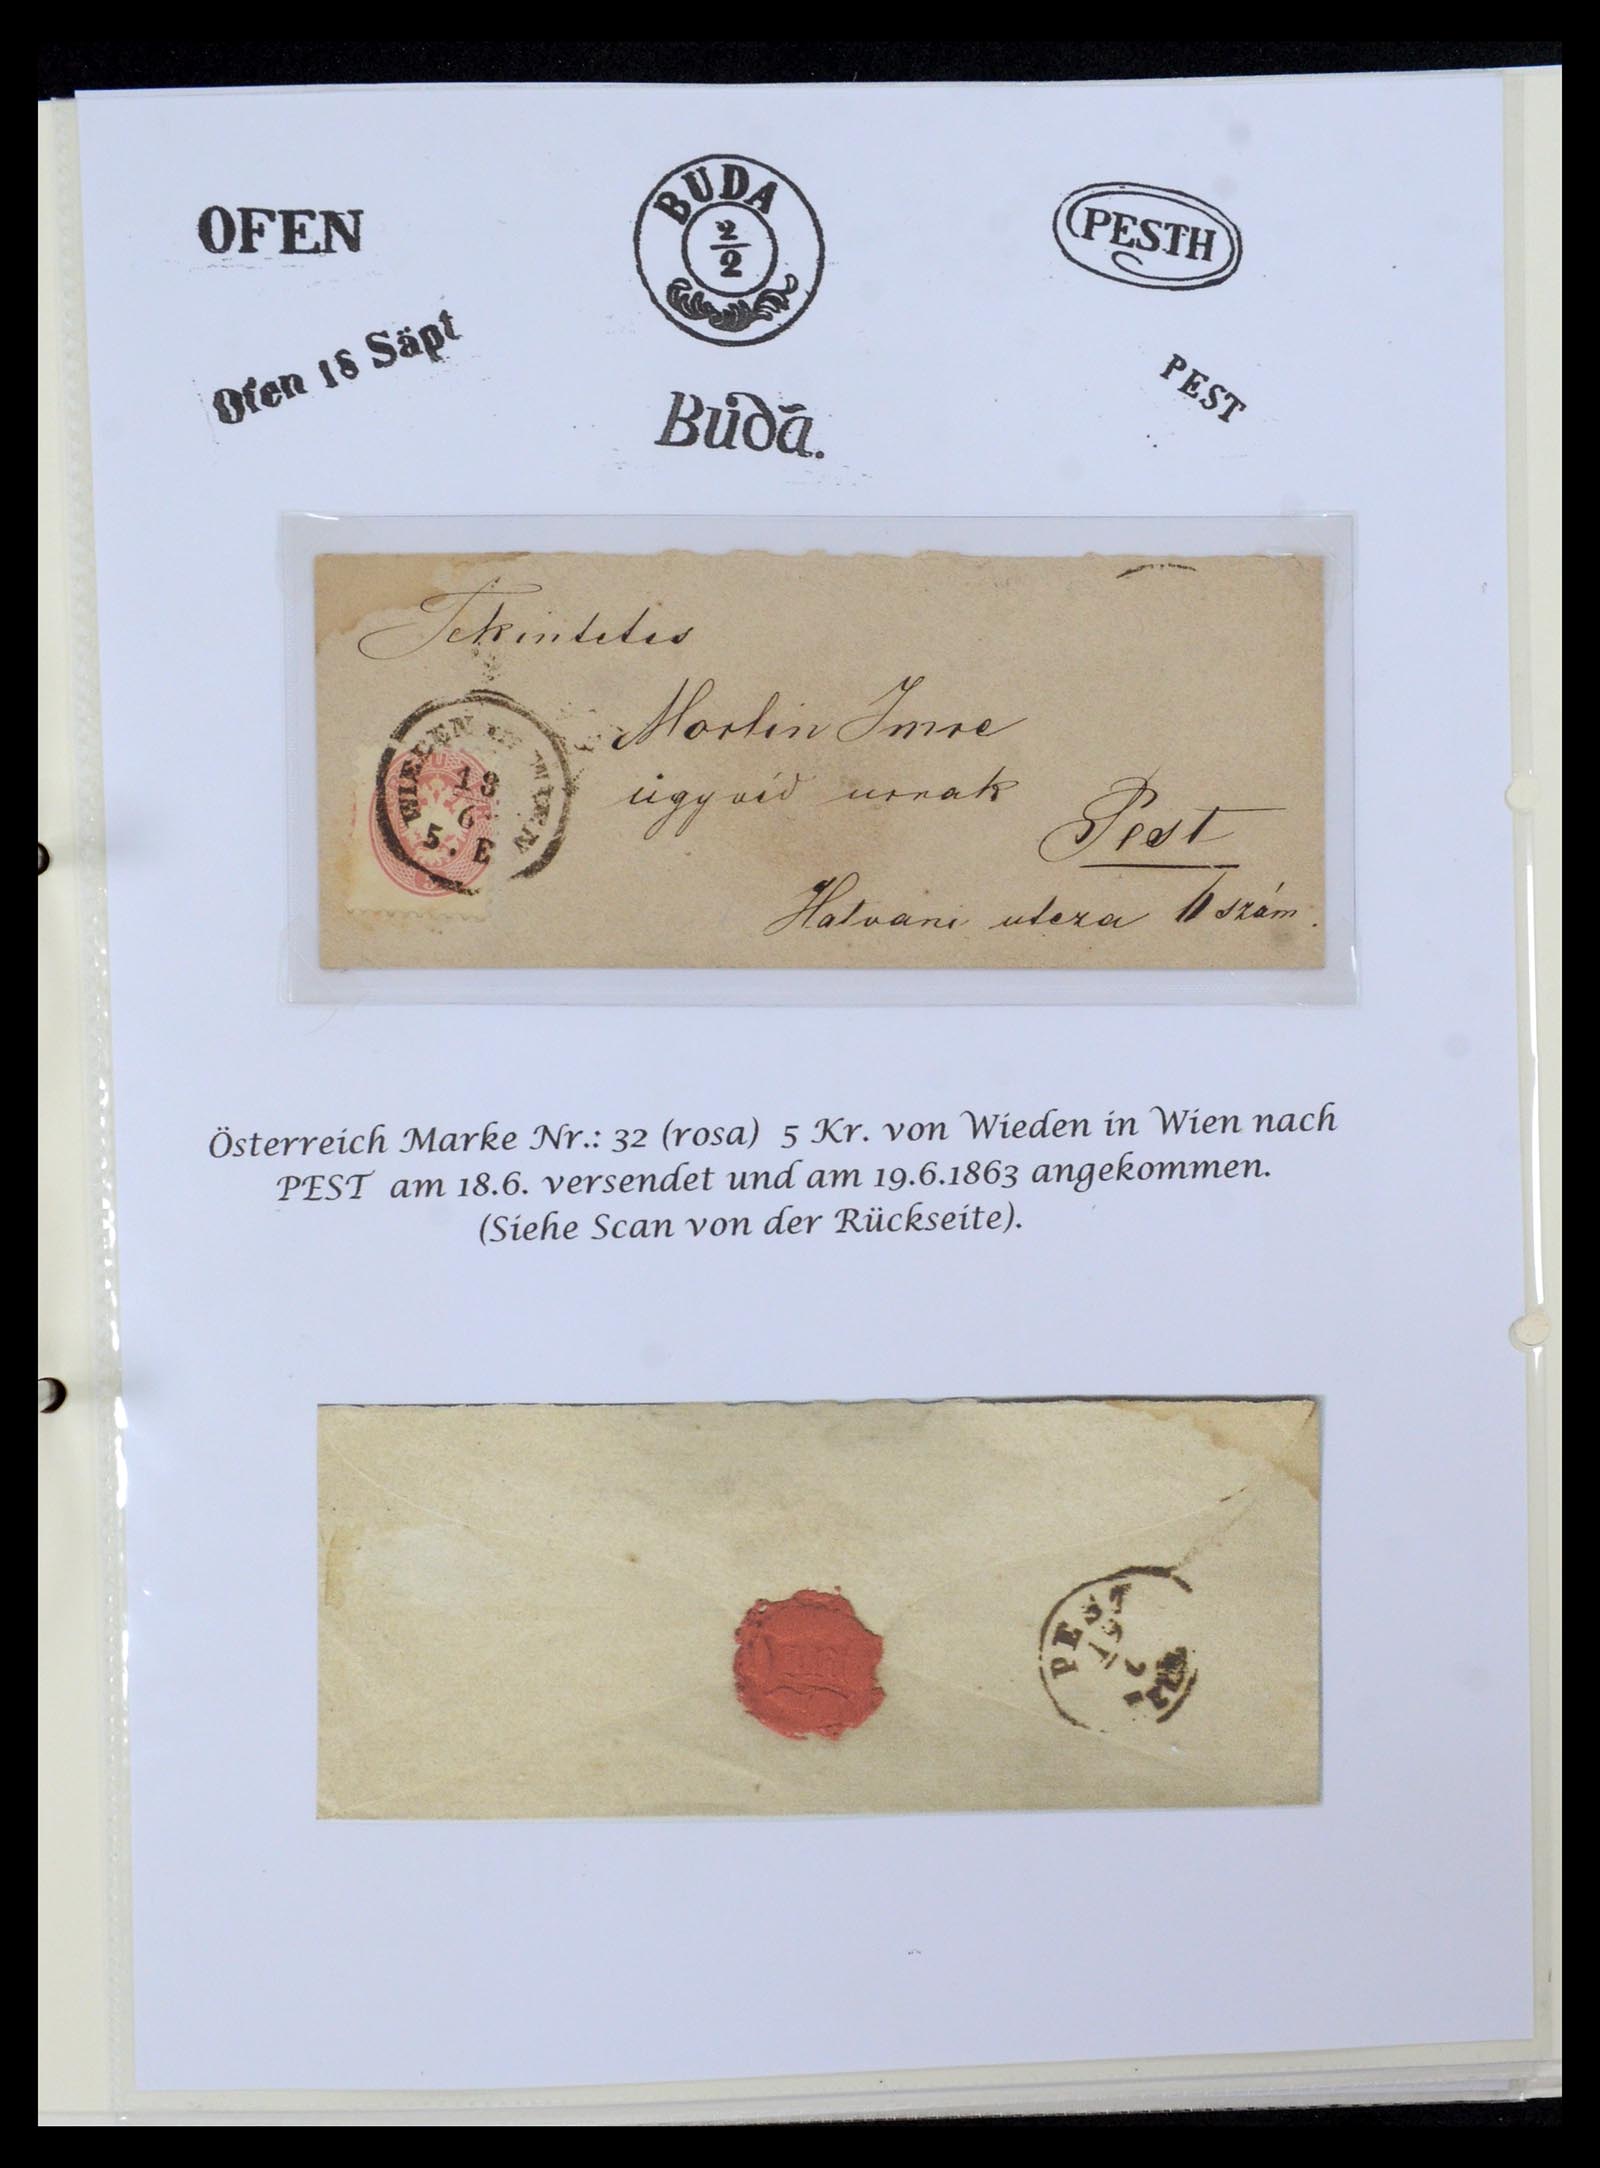 OFEN
BUDA
2
2
PESTH
Ofen 18 Säpt
PEST
Buda.
Tekintetes
Morlin Imre
ügyvéd urnak
Pest
Hatvani utcza szám.
WIEDEN IN WIEN
18
6
5. E
Österreich Marke Nr.: 32 (rosa) 5 Kr. von Wieden in Wien nach
PEST am 18.6. versendet und am 19.6.1863 angekommen.
(Siehe Scan von der Rückseite).
PEST
19